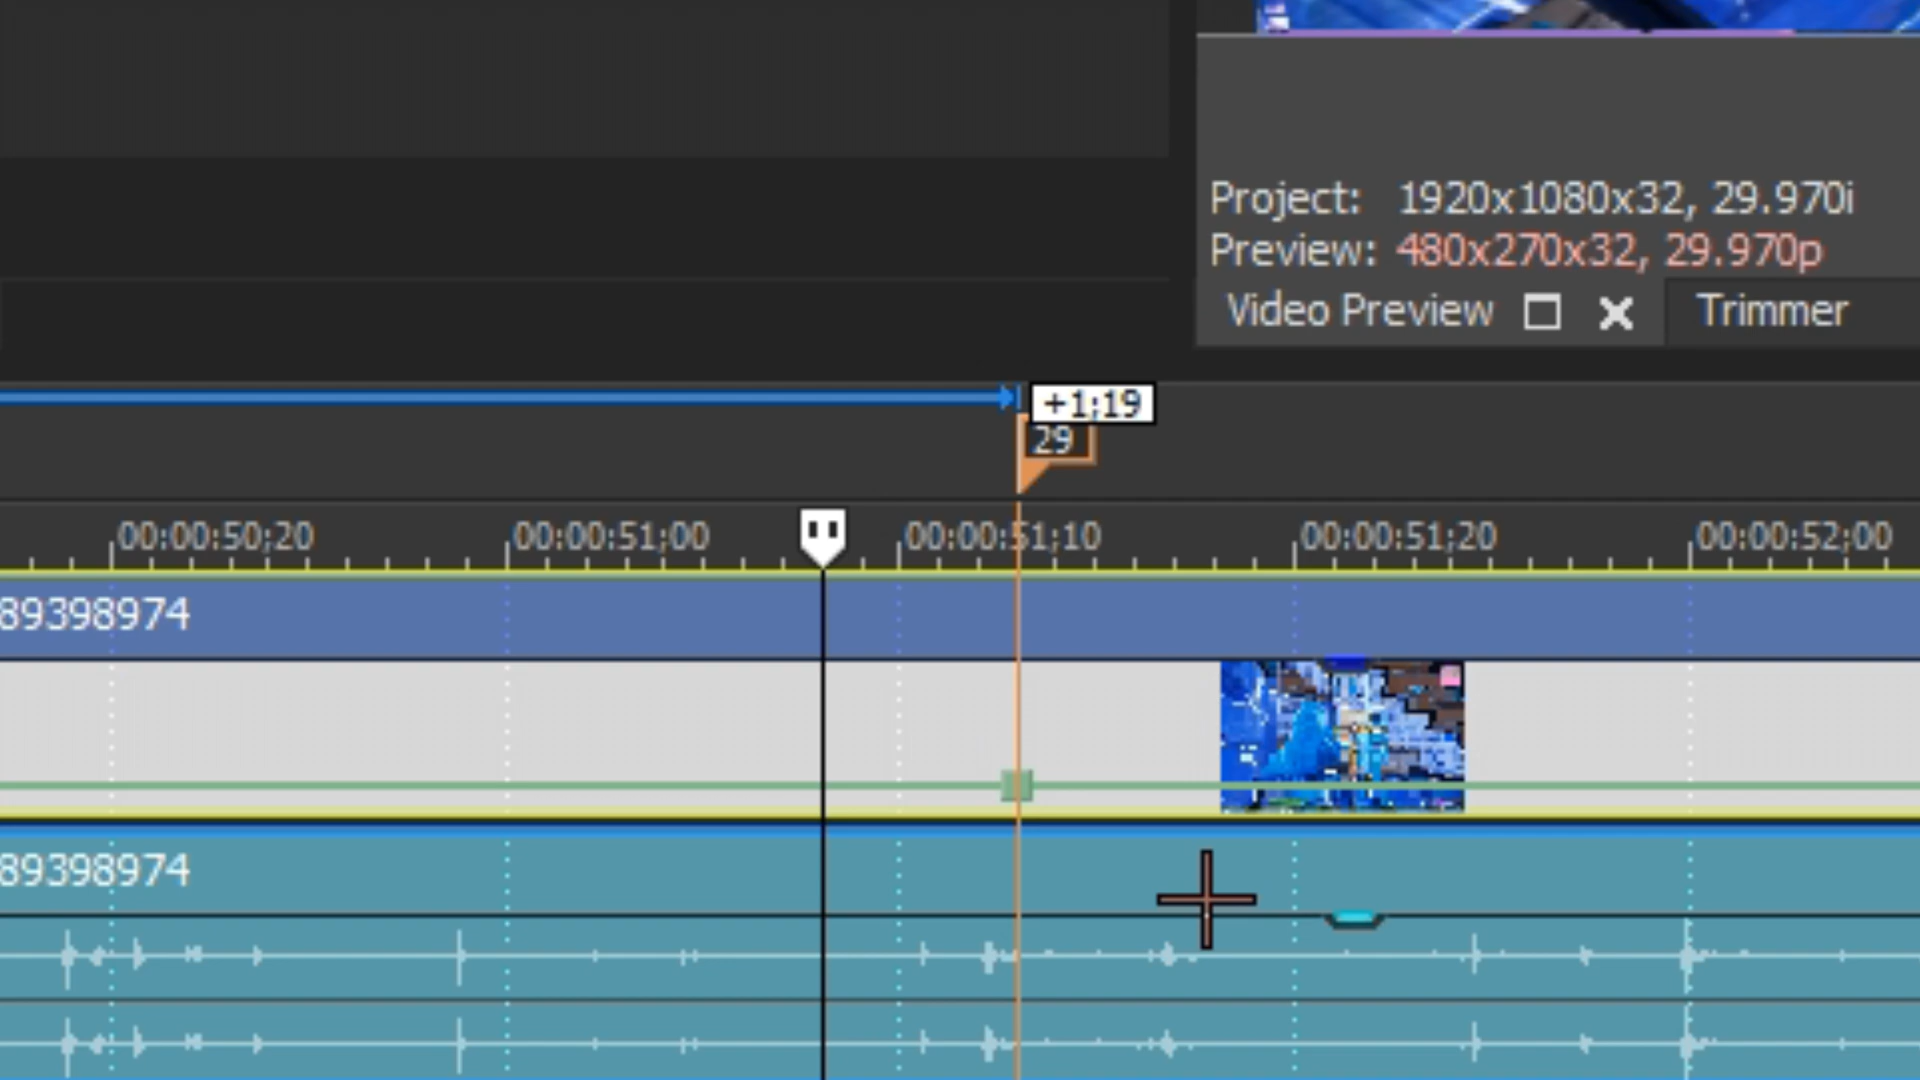 Project: 1920x1080x32, 29.970i
Preview: 480x270x32, 29.970p
Video Preview Trimmer
+1;19
29
00:00:50;20 00:00:51;00 00:00:51;10 00:00:51;20 00:00:52;00
89398974
89398974